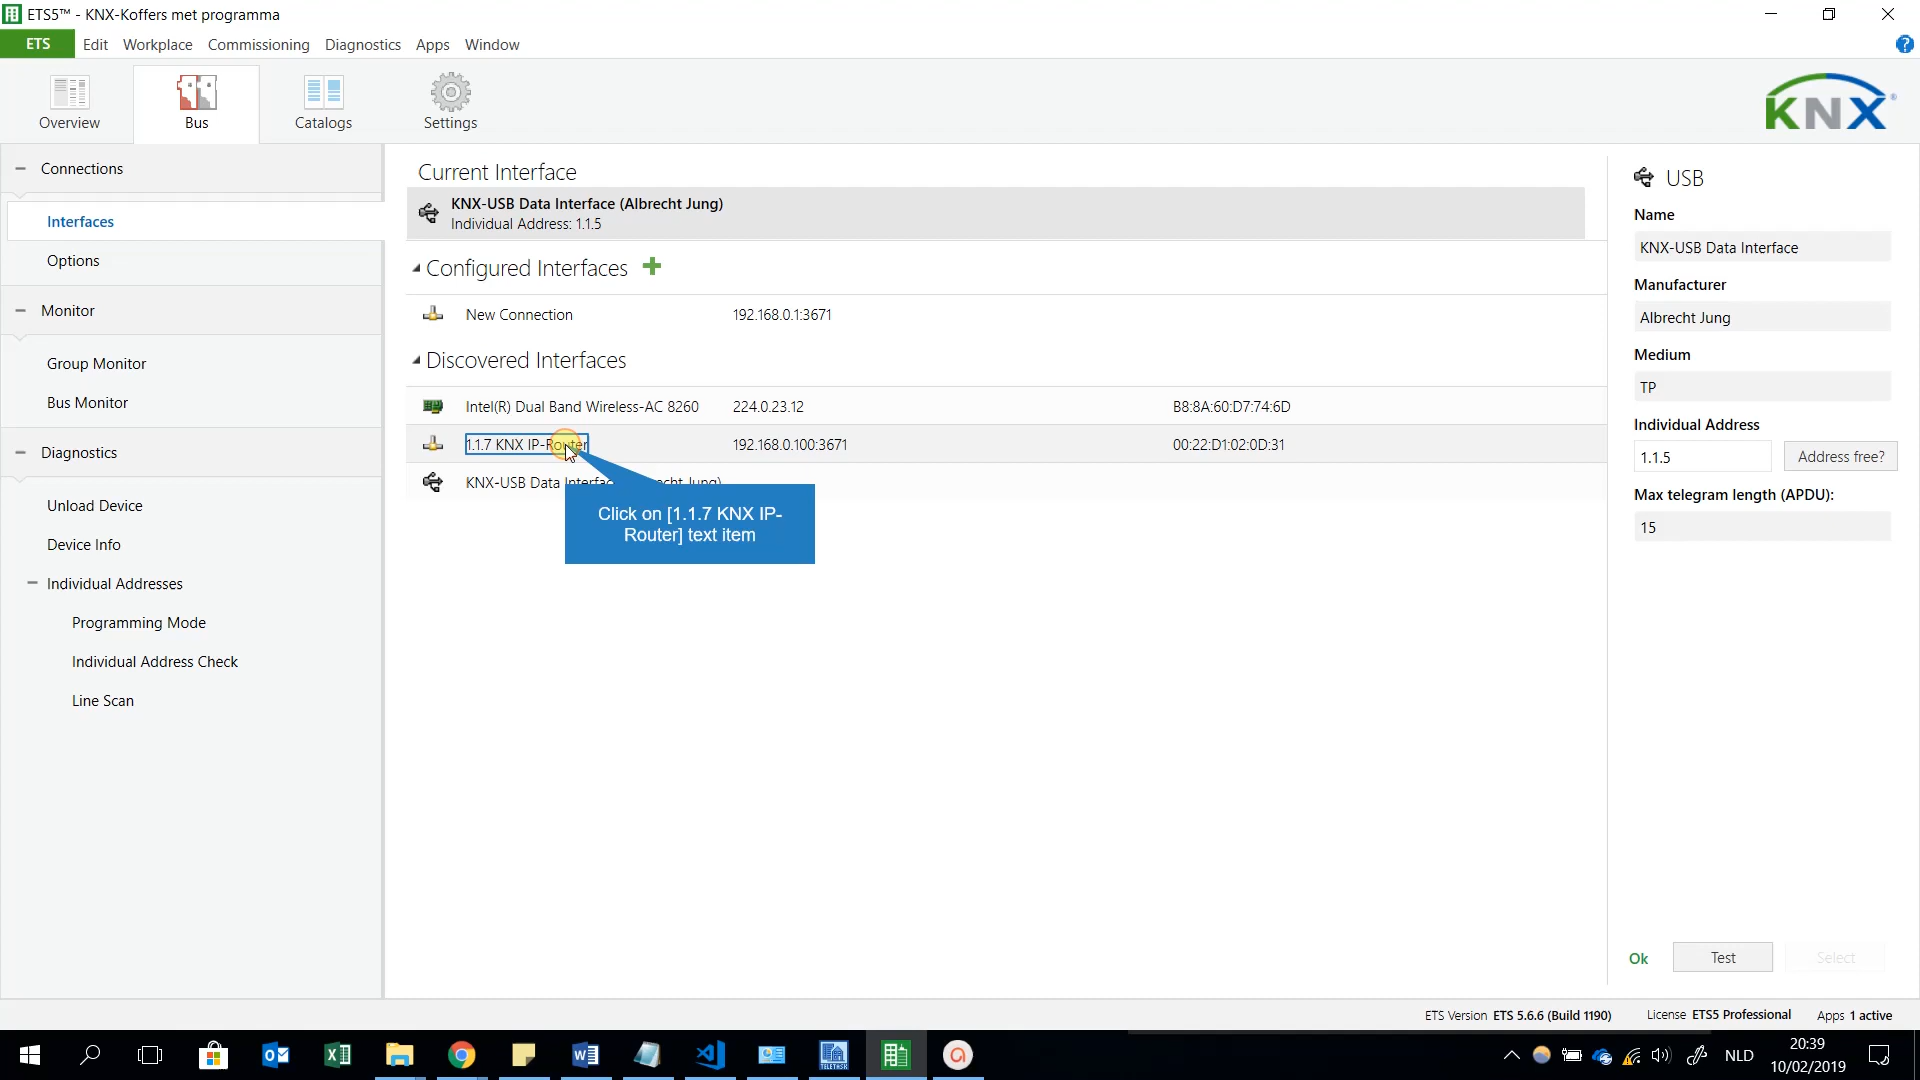 ETS5™ - KNX-Koffers met programma
ETS Edit Workplace Commissioning Diagnostics Apps Window
Overview Bus Catalogs Settings
KNX®
Connections
Interfaces
Options
Monitor
Group Monitor
Bus Monitor
Diagnostics
Unload Device
Device Info
Individual Addresses
Programming Mode
Individual Address Check
Line Scan
Current Interface
KNX-USB Data Interface (Albrecht Jung)
Individual Address: 1.1.5
Configured Interfaces
New Connection 192.168.0.1:3671
Discovered Interfaces
Intel(R) Dual Band Wireless-AC 8260 224.0.23.12 B8:8A:60:D7:74:6D
1.1.7 KNX IP-Router 192.168.0.100:3671 00:22:D1:02:0D:31
KNX-USB Data Interfac echt Jung)
Click on [1.1.7 KNX IP-
Router] text item
USB
Name
KNX-USB Data Interface
Manufacturer
Albrecht Jung
Medium
TP
Individual Address
1.1.5 Address free?
Max telegram length (APDU):
15
Ok Test Select
ETS Version ETS 5.6.6 (Build 1190) License ETS5 Professional Apps 1 active
TELETASK
NLD
20:39
10/02/2019